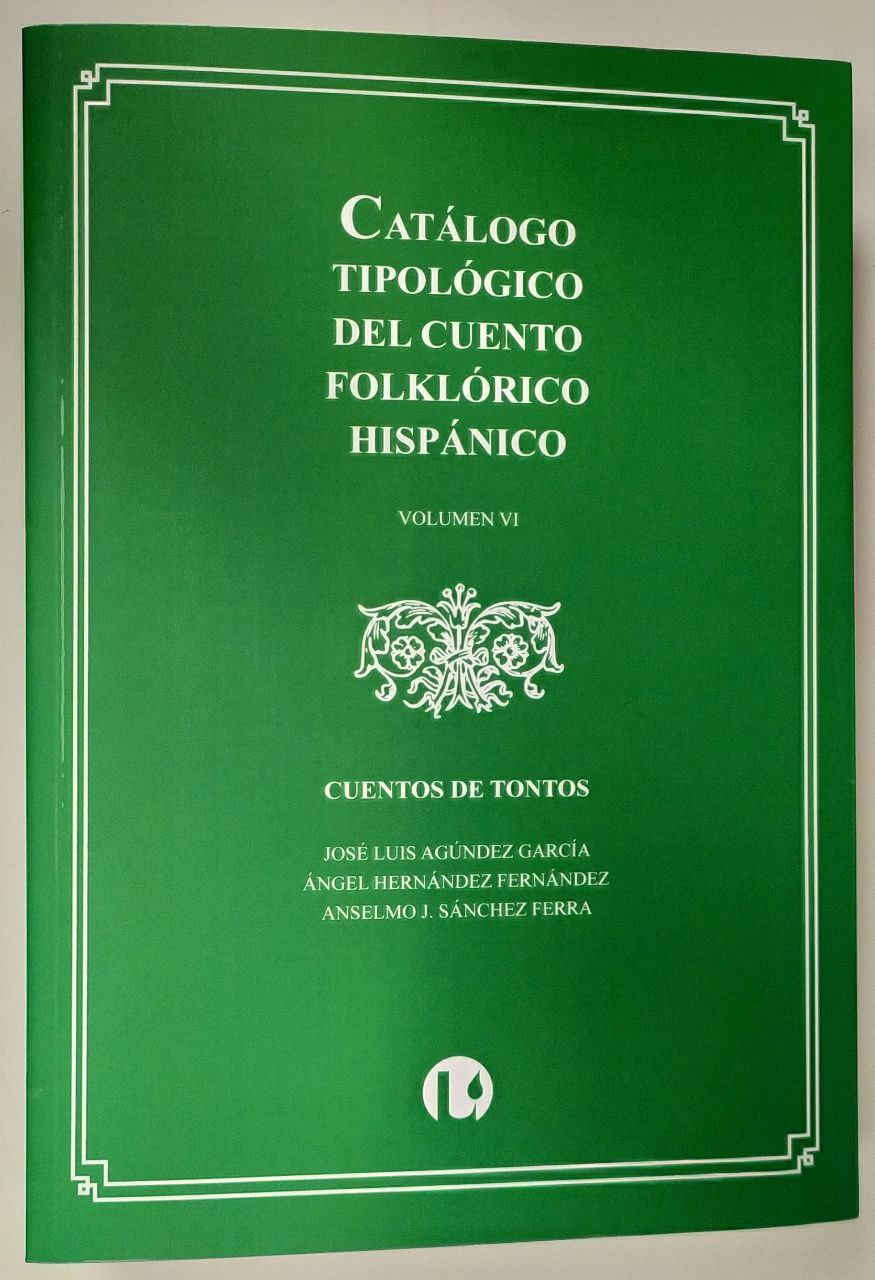 CATÁLOGO
TIPOLÓGICO
DEL CUENTO
FOLKLÓRICO
HISPÁNICO
VOLUMEN VI
CUENTOS DE TONTOS
JOSÉ LUIS AGÚNDEZ GARCÍA
ÁNGEL HERNÁNDEZ FERNÁNDEZ
ANSELMO J. SÁNCHEZ FERRA